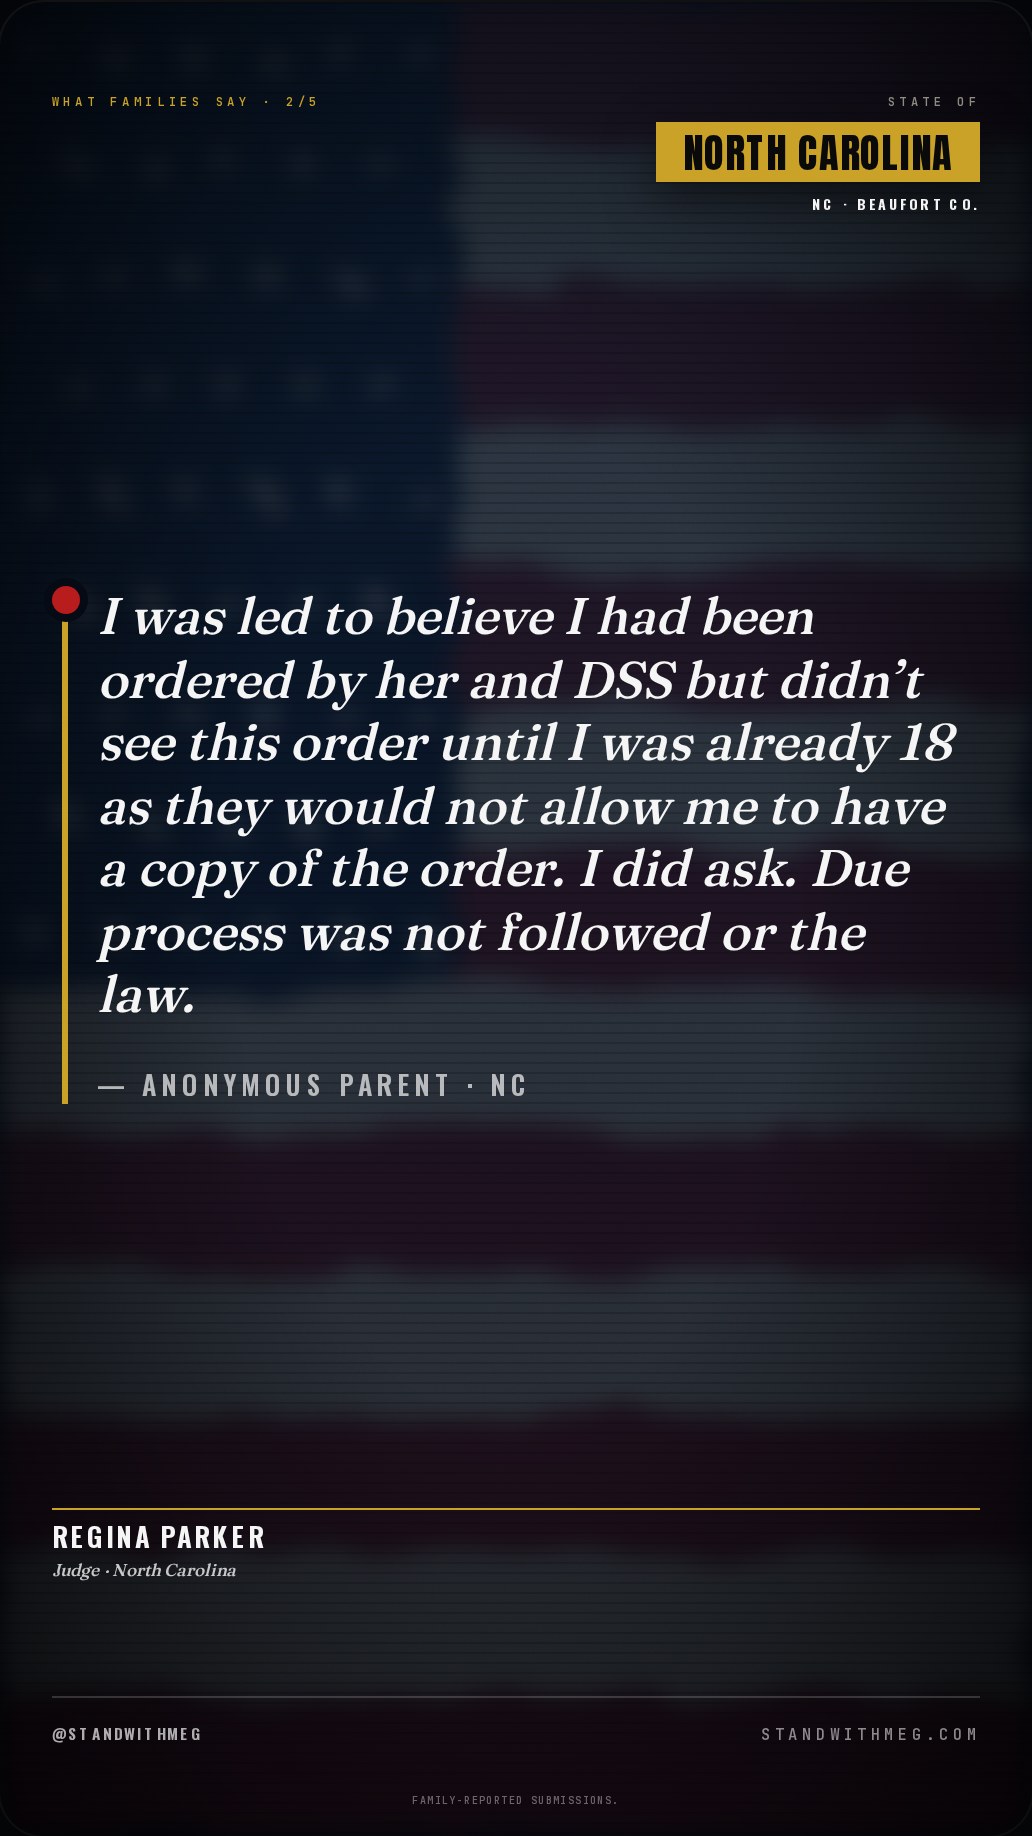 WHAT FAMILIES SAY · 2/5
STATE OF
NORTH CAROLINA
NC · BEAUFORT CO.
I was led to believe I had been
ordered by her and DSS but didn’t
see this order until I was already 18
as they would not allow me to have
a copy of the order. I did ask. Due
process was not followed or the
law.
— ANONYMOUS PARENT · NC
REGINA PARKER
Judge · North Carolina
@STANDWITHMEG
STANDWITHMEG.COM
FAMILY-REPORTED SUBMISSIONS.